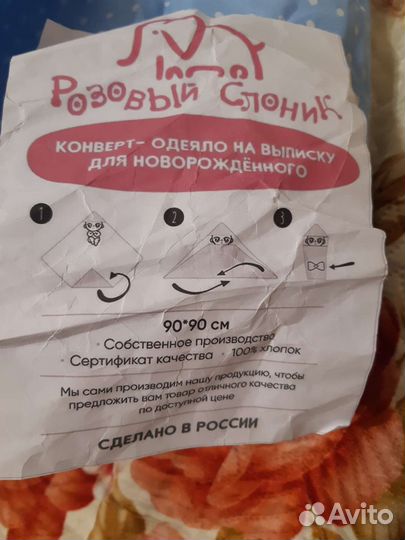 Розовый Слоник
КОНВЕРТ- ОДЕЯЛО НА ВЫПИСКУ
ДЛЯ НОВОРОЖДЁННОГО
1 2 3
90*90 см
• Собственное производство
• Сертификат качества • 100% хлопок
Мы сами производим нашу продукцию, чтобы
предложить вам товар отличного качества
по доступной цене
СДЕЛАНО В РОССИИ
Avito